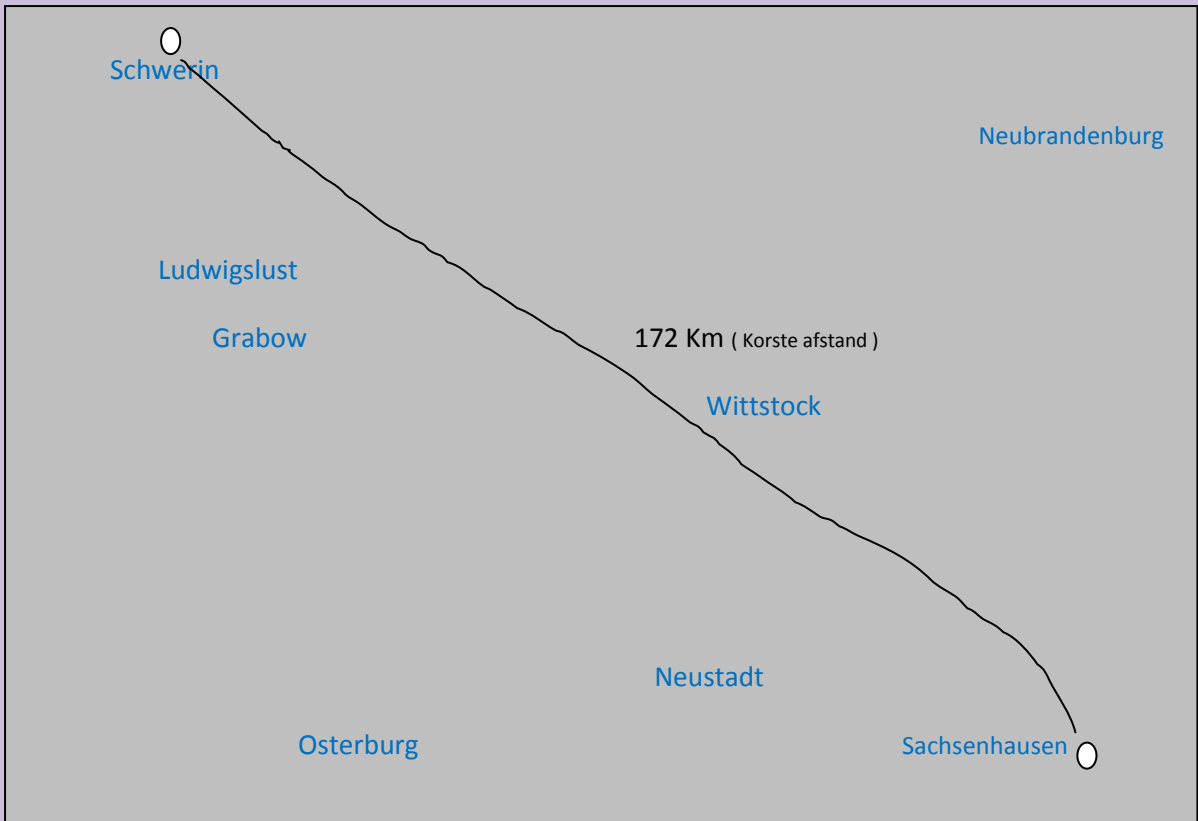 Schwerin
Neubrandenburg
Ludwigslust
Grabow
172 Km ( Korste afstand )
Wittstock
Neustadt
Osterburg
Sachsenhausen